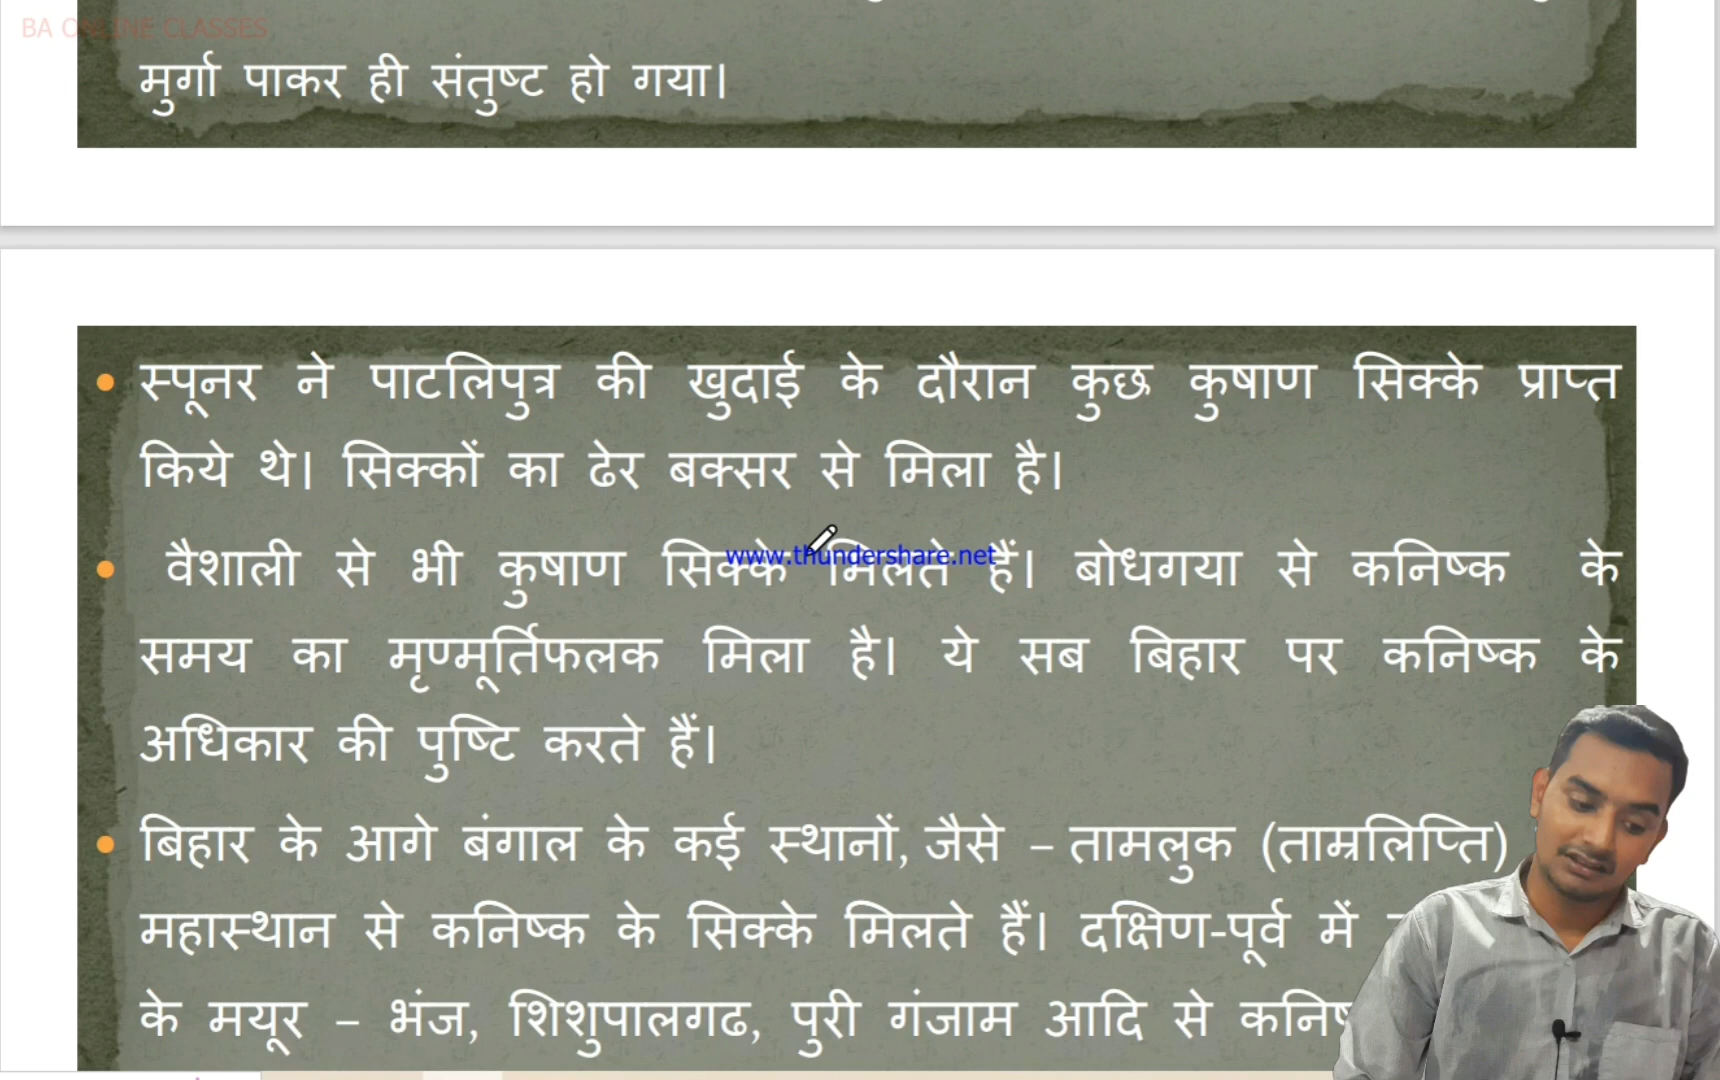 BA ONLINE CLASSES
मुर्गा पाकर ही संतुष्ट हो गया।
स्पूनर ने पाटलिपुत्र की खुदाई के दौरान कुछ कुषाण सिक्के प्राप्त
किये थे। सिक्कों का ढेर बक्सर से मिला है।
www.thundershare.net
वैशाली से भी कुषाण सिक्के मिलते हैं। बोधगया से कनिष्क के
समय का मृण्मूर्तिफलक मिला है। ये सब बिहार पर कनिष्क के
अधिकार की पुष्टि करते हैं।
बिहार के आगे बंगाल के कई स्थानों, जैसे – तामलुक (ताम्रलिप्ति)
महास्थान से कनिष्क के सिक्के मिलते हैं। दक्षिण-पूर्व में
के मयूर – भंज, शिशुपालगढ, पुरी गंजाम आदि से